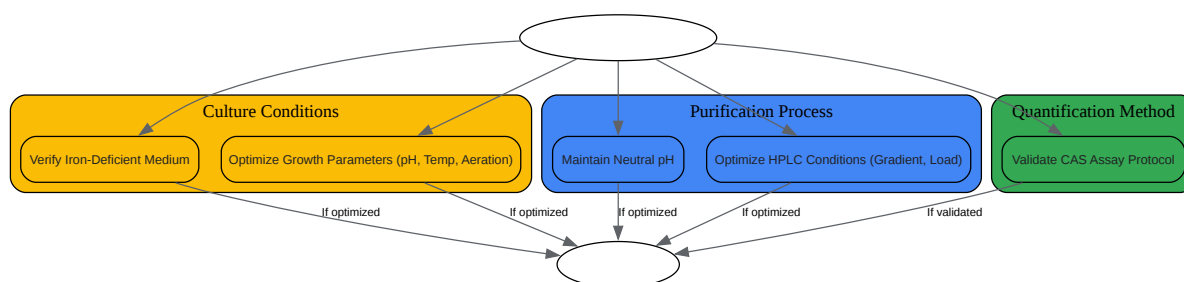 Culture Conditions
Purification Process
Quantification Method
Verify Iron-Deficient Medium
Optimize Growth Parameters (pH, Temp, Aeration)
Maintain Neutral pH
Optimize HPLC Conditions (Gradient, Load)
Validate CAS Assay Protocol
If optimized
If optimized
If optimized
If optimized
If validated